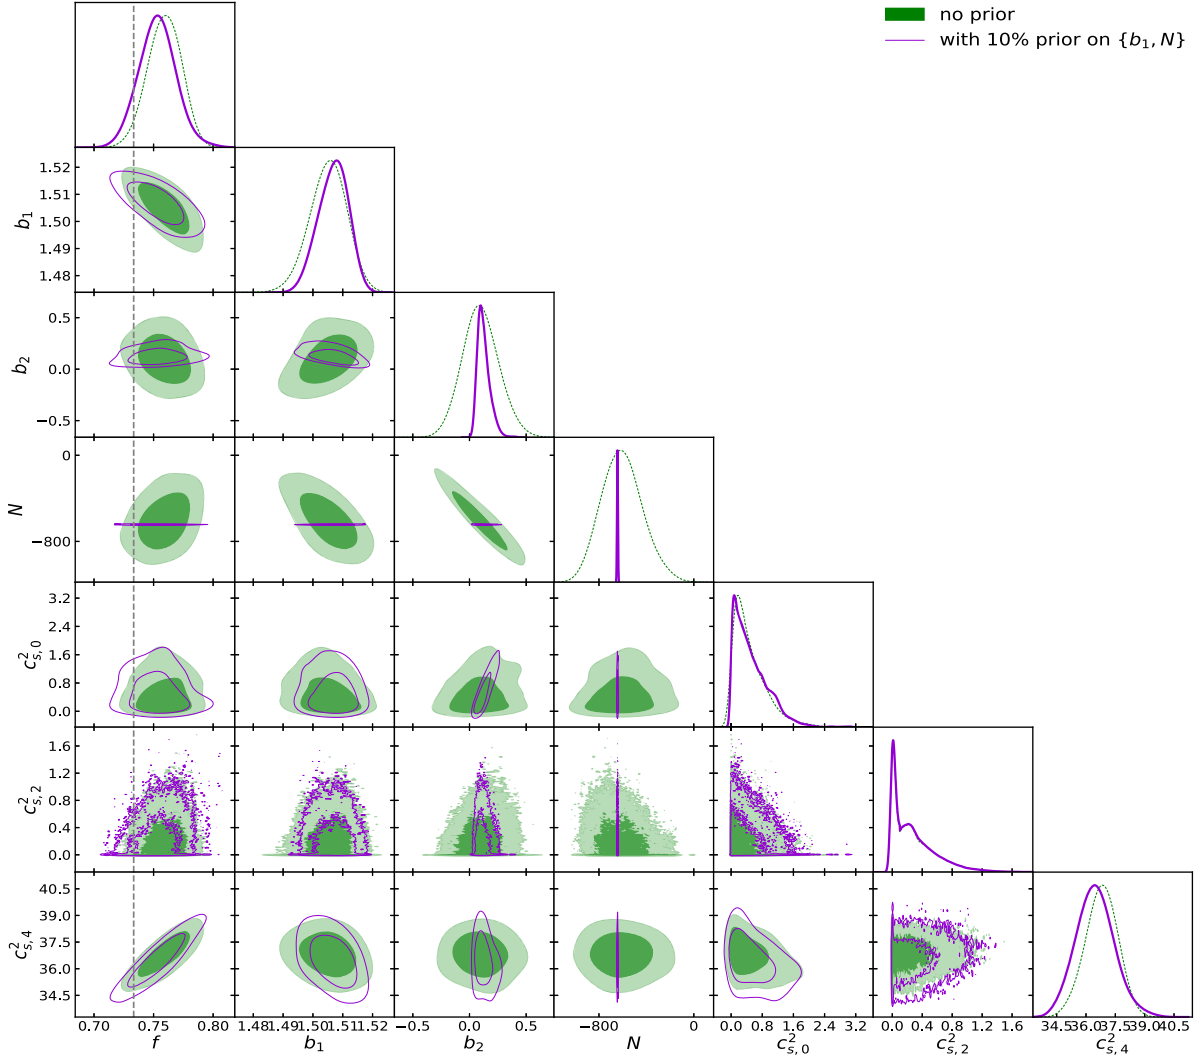 no prior
with 10% prior on {b₁, N}
1.52
1.51
1.50
1.49
1.48
b₁
0.5
0.0
−0.5
b₂
0
−800
N
3.2
2.4
1.6
0.8
0.0
c²ₛ,₀
1.6
1.2
0.8
0.4
0.0
c²ₛ,₂
40.5
39.0
37.5
36.0
34.5
c²ₛ,₄
0.70 0.75 0.80 1.48 1.49 1.50 1.51 1.52 −0.5 0.0 0.5 −800 0 0.0 0.8 1.6 2.4 3.2 0.0 0.4 0.8 1.2 1.6 34.5 36.0 37.5 39.0 40.5
f b₁ b₂ N c²ₛ,₀ c²ₛ,₂ c²ₛ,₄